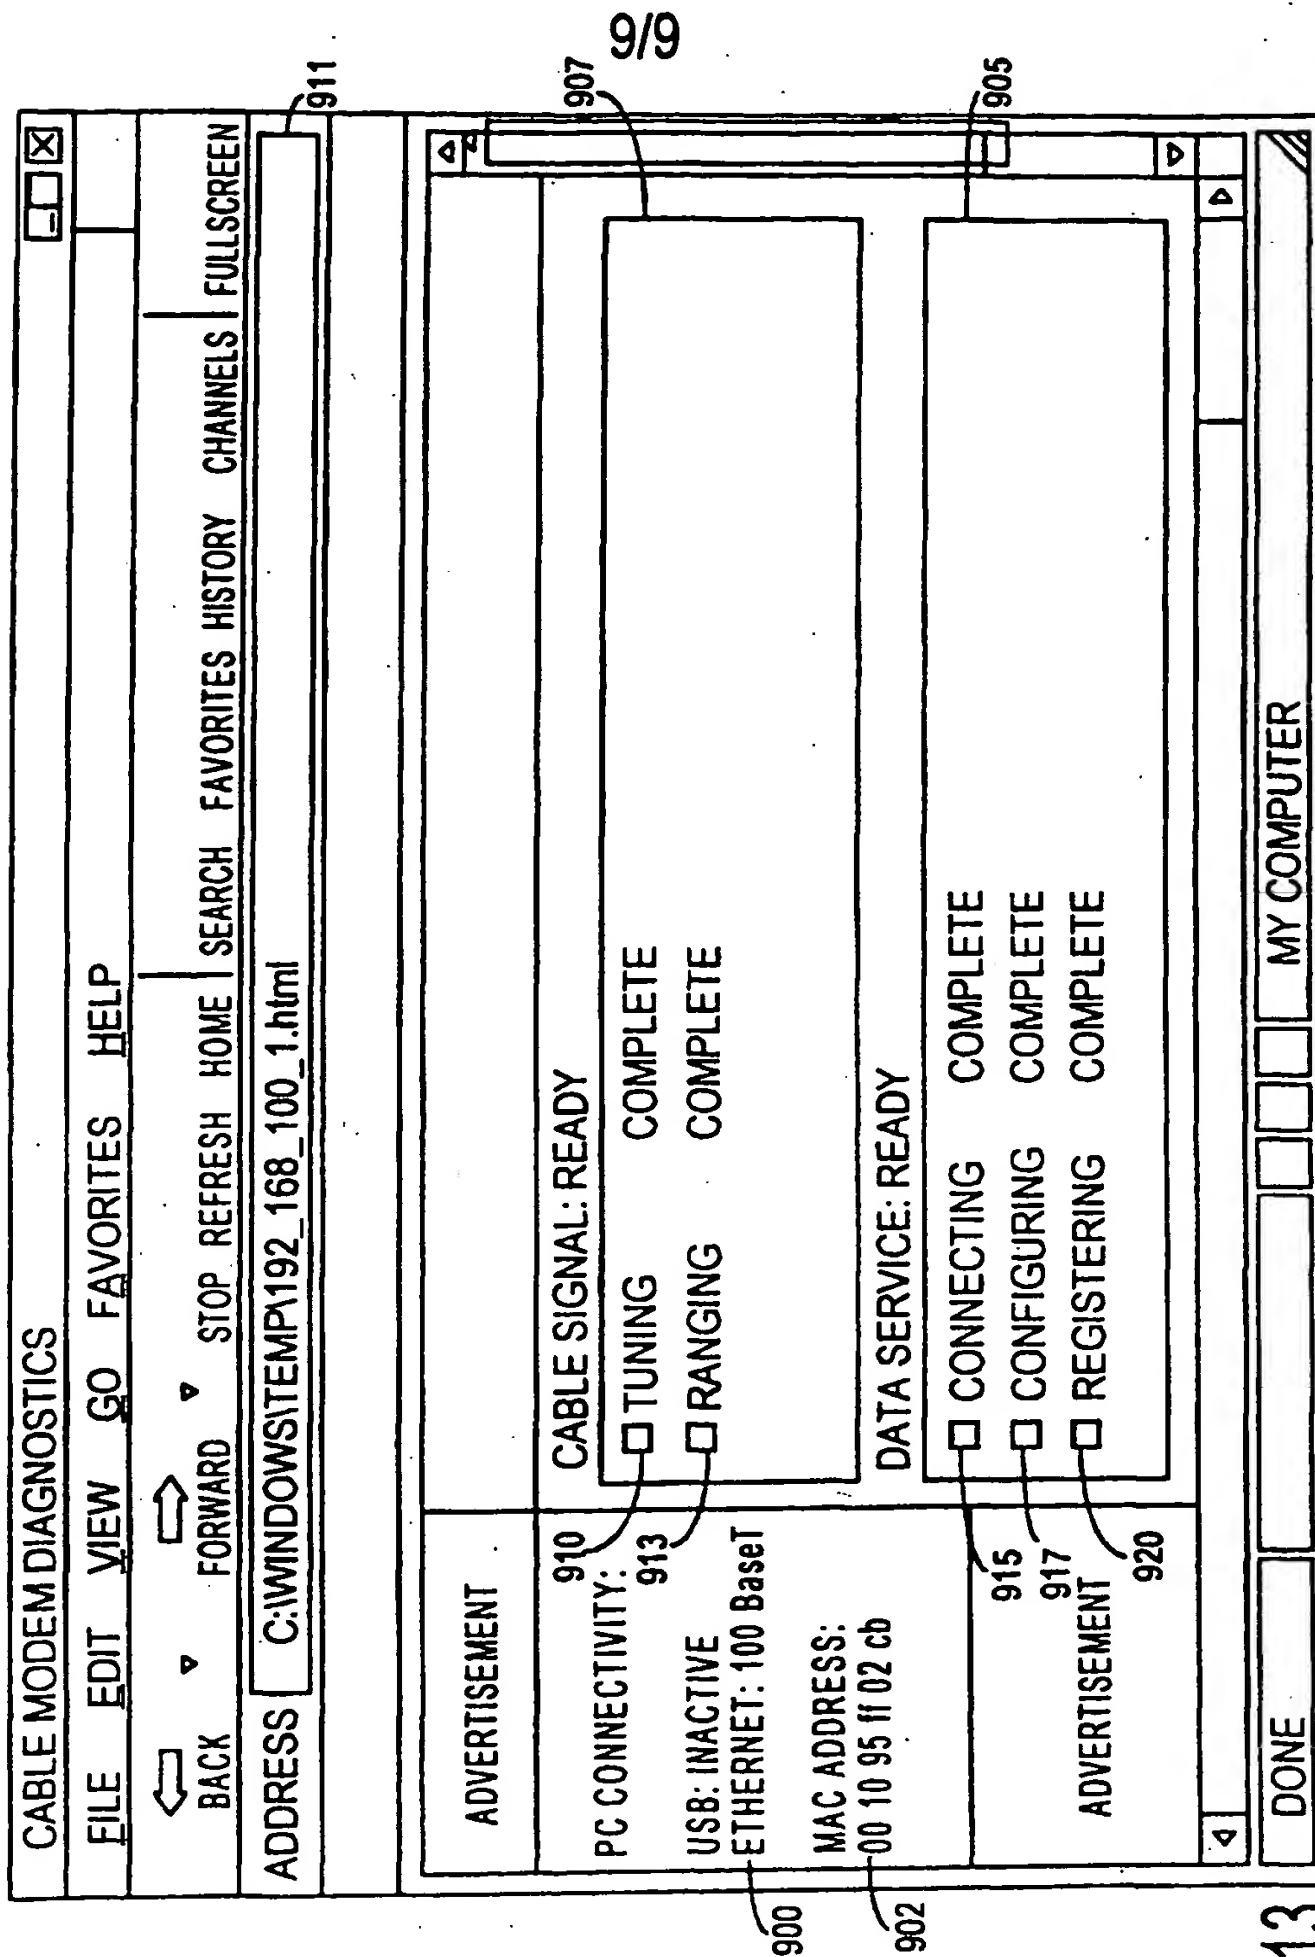 9/9
CABLE MODEM DIAGNOSTICS
FILE EDIT VIEW GO FAVORITES HELP
BACK FORWARD STOP REFRESH HOME SEARCH FAVORITES HISTORY CHANNELS FULLSCREEN
ADDRESS C:\WINDOWS\TEMP\192_168_100_1.html
911
ADVERTISEMENT
PC CONNECTIVITY:
USB: INACTIVE
ETHERNET: 100 BaseT
900
MAC ADDRESS:
00 10 95 ff 02 cb
902
ADVERTISEMENT
CABLE SIGNAL: READY
907
910
TUNING COMPLETE
913
RANGING COMPLETE
DATA SERVICE: READY
905
915
CONNECTING COMPLETE
917
CONFIGURING COMPLETE
920
REGISTERING COMPLETE
DONE MY COMPUTER
13